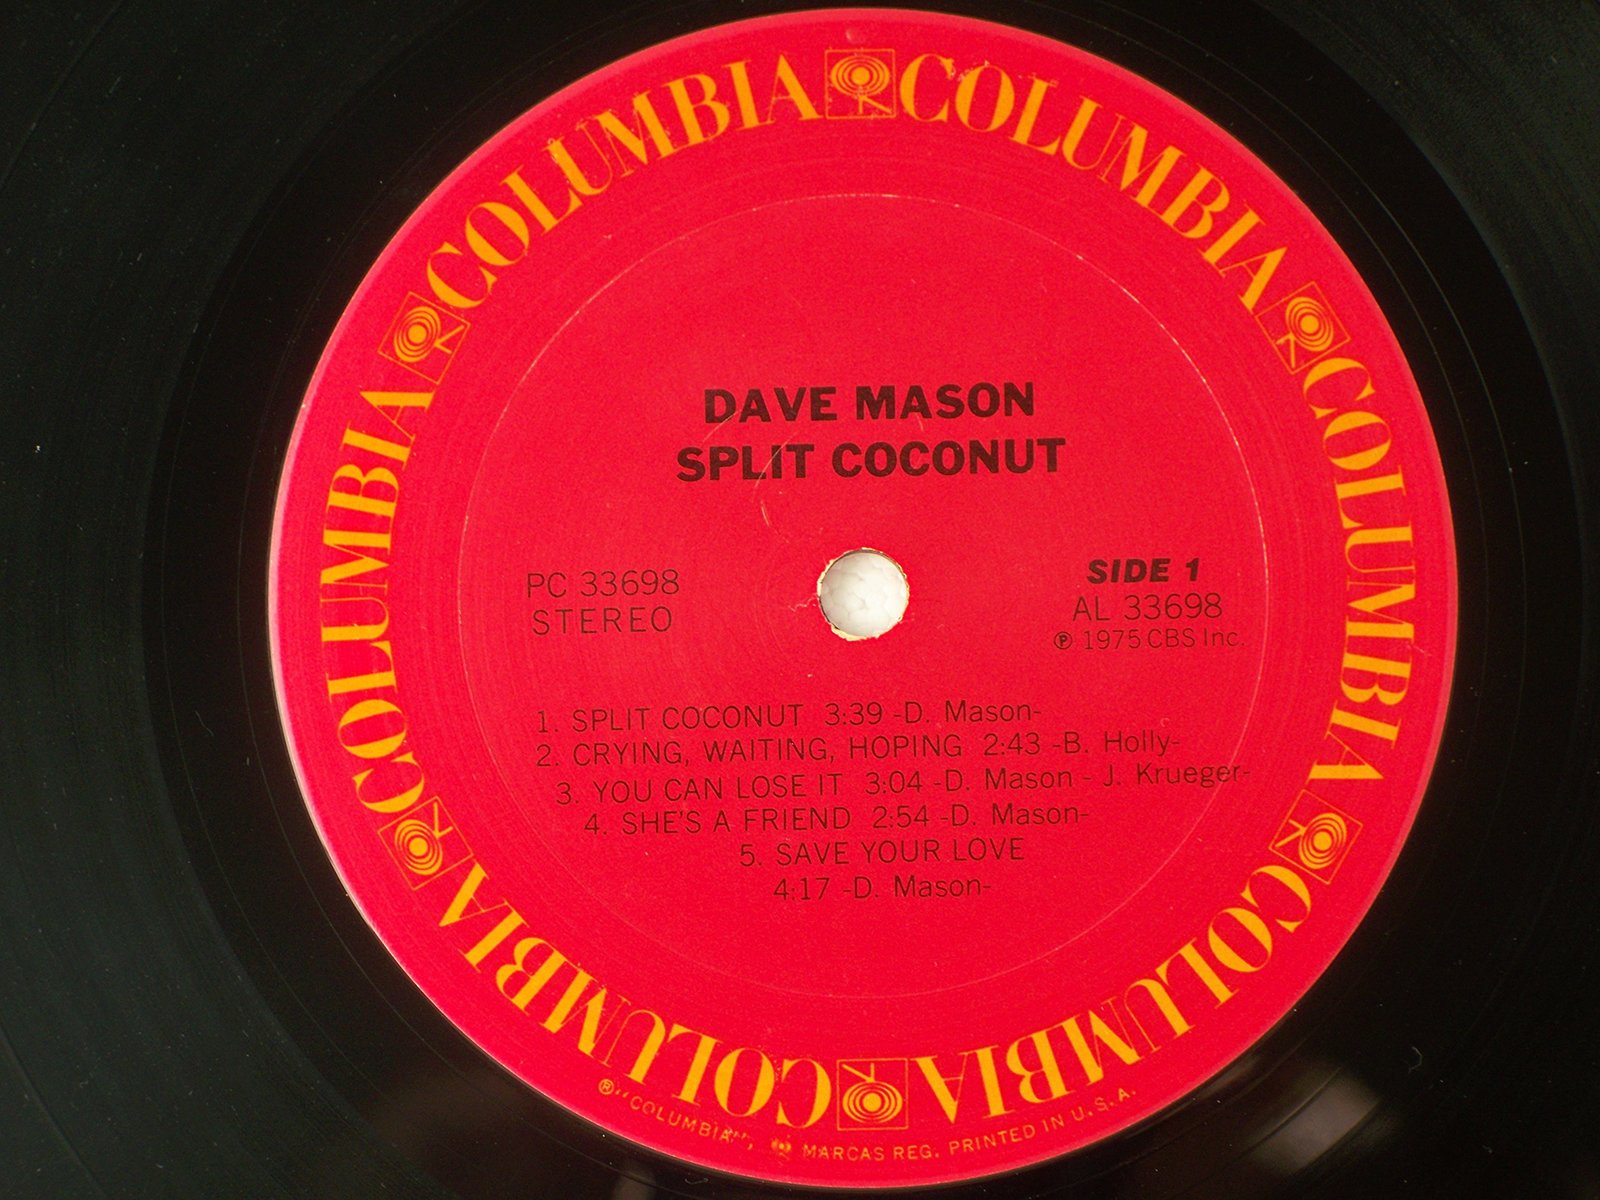 COLUMBIA COLUMBIA COLUMBIA COLUMBIA COLUMBIA COLUMBIA
DAVE MASON
SPLIT COCONUT
PC 33698
STEREO
SIDE 1
AL 33698
℗ 1975 CBS Inc.
1. SPLIT COCONUT 3:39 -D. Mason-
2. CRYING, WAITING, HOPING 2:43 -B. Holly-
3. YOU CAN LOSE IT 3:04 -D. Mason - J. Krueger-
4. SHE'S A FRIEND 2:54 -D. Mason-
5. SAVE YOUR LOVE
4:17 -D. Mason-
® "COLUMBIA", MARCAS REG. PRINTED IN U.S.A.